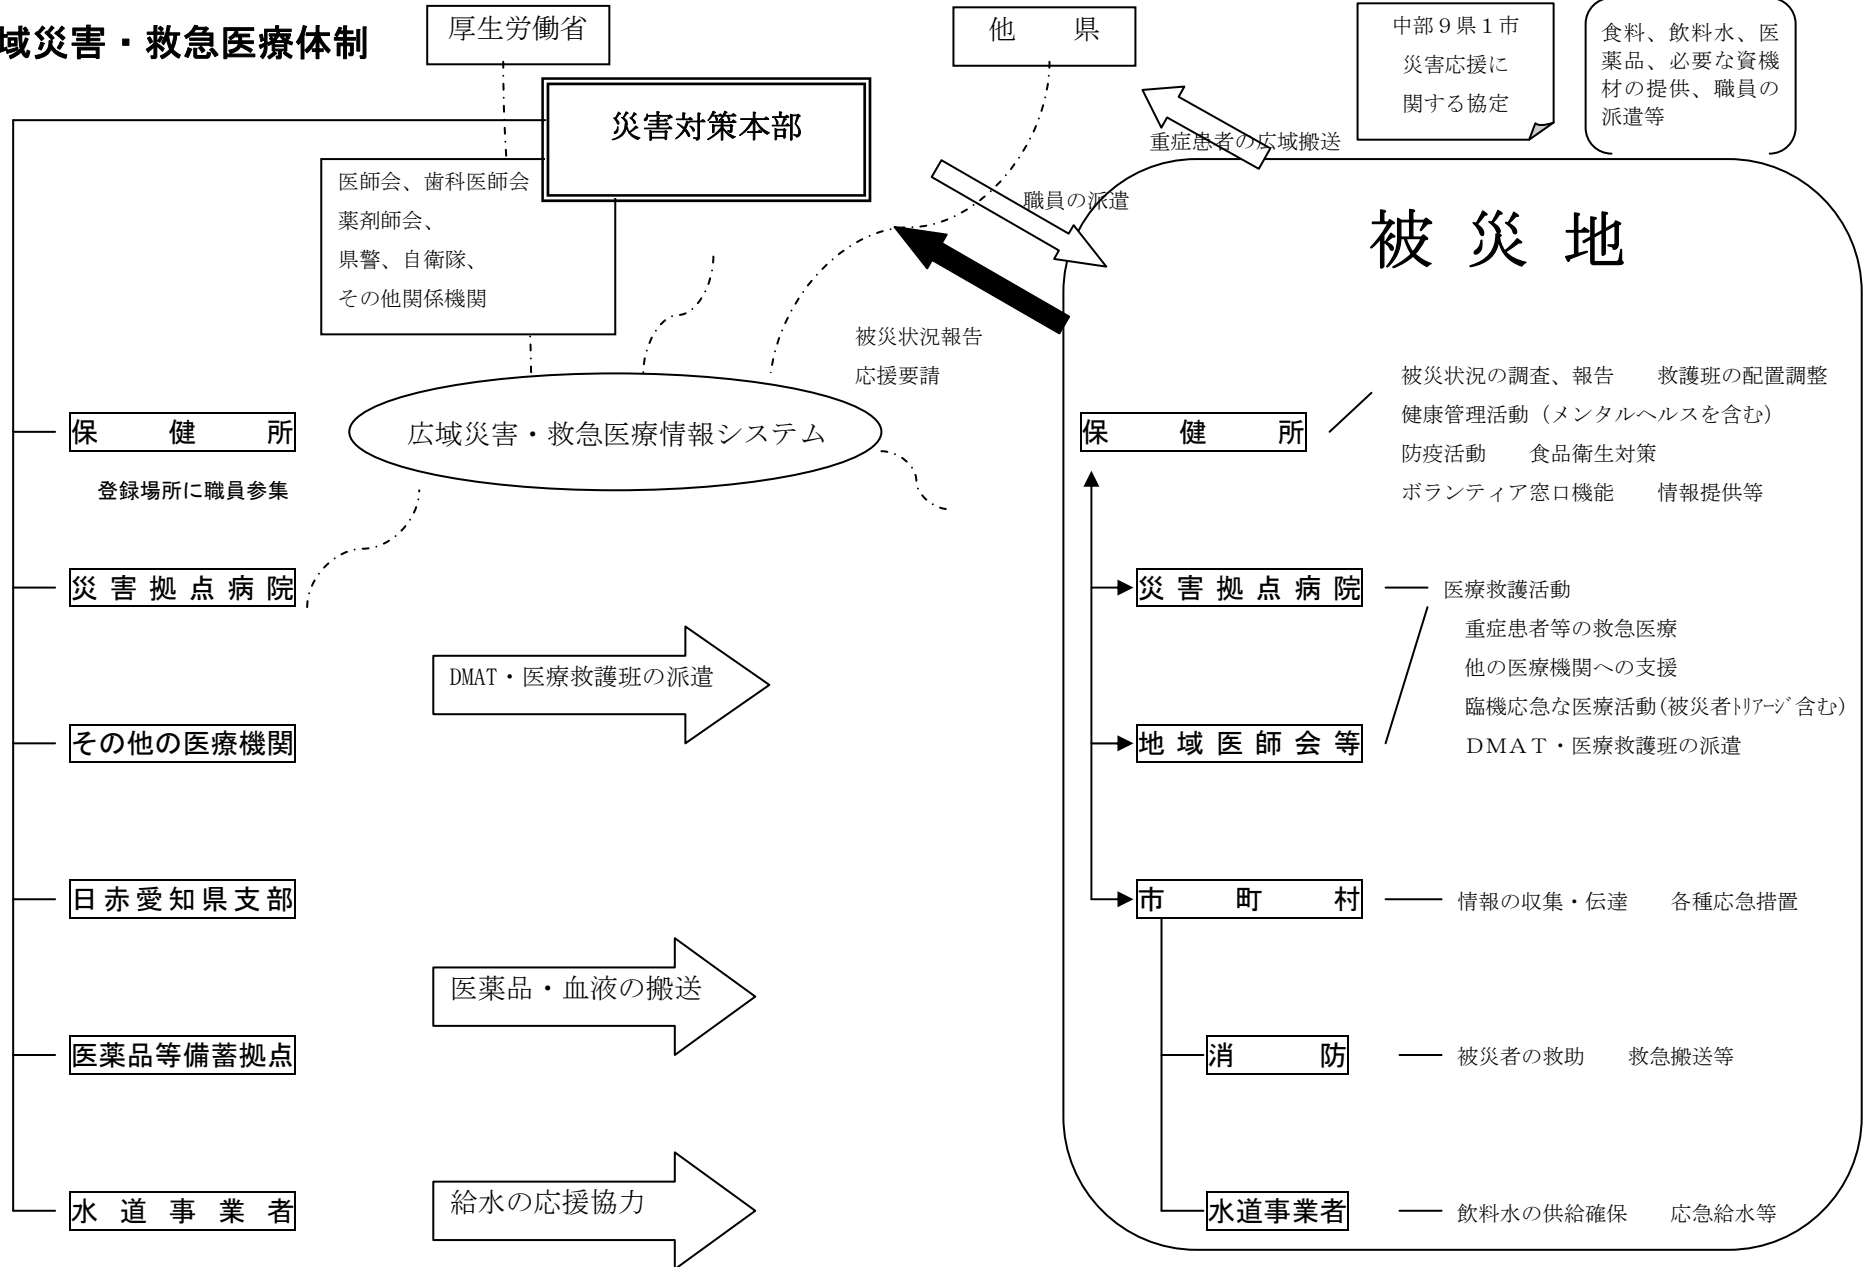 域災害・救急医療体制
厚生労働省
他　　県
中部９県１市
災害応援に
関する協定
食料、飲料水、医
薬品、必要な資機
材の提供、職員の
派遣等
災害対策本部
重症患者の広域搬送
医師会、歯科医師会
薬剤師会、
県警、自衛隊、
その他関係機関
職員の派遣
被災地
被災状況報告
応援要請
広域災害・救急医療情報システム
保健所
登録場所に職員参集
災害拠点病院
その他の医療機関
日赤愛知県支部
医薬品等備蓄拠点
水道事業者
DMAT・医療救護班の派遣
医薬品・血液の搬送
給水の応援協力
保健所
被災状況の調査、報告　　救護班の配置調整
健康管理活動（メンタルヘルスを含む）
防疫活動　　食品衛生対策
ボランティア窓口機能　　情報提供等
災害拠点病院
医療救護活動
重症患者等の救急医療
他の医療機関への支援
臨機応急な医療活動(被災者ﾄﾘｱｰｼﾞ含む)
ＤＭＡＴ・医療救護班の派遣
地域医師会等
市町村
情報の収集・伝達　　各種応急措置
消防
被災者の救助　　救急搬送等
水道事業者
飲料水の供給確保　　応急給水等